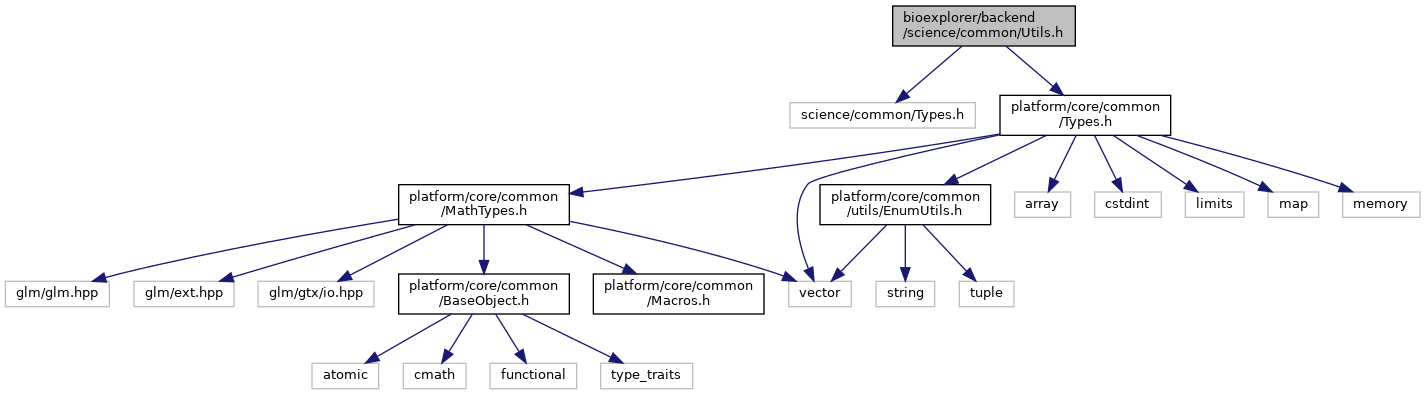 bioexplorer/backend
/science/common/Utils.h
science/common/Types.h
platform/core/common
/Types.h
platform/core/common
/MathTypes.h
platform/core/common
/utils/EnumUtils.h
array
cstdint
limits
map
memory
glm/glm.hpp
glm/ext.hpp
glm/gtx/io.hpp
platform/core/common
/BaseObject.h
platform/core/common
/Macros.h
vector
string
tuple
atomic
cmath
functional
type_traits